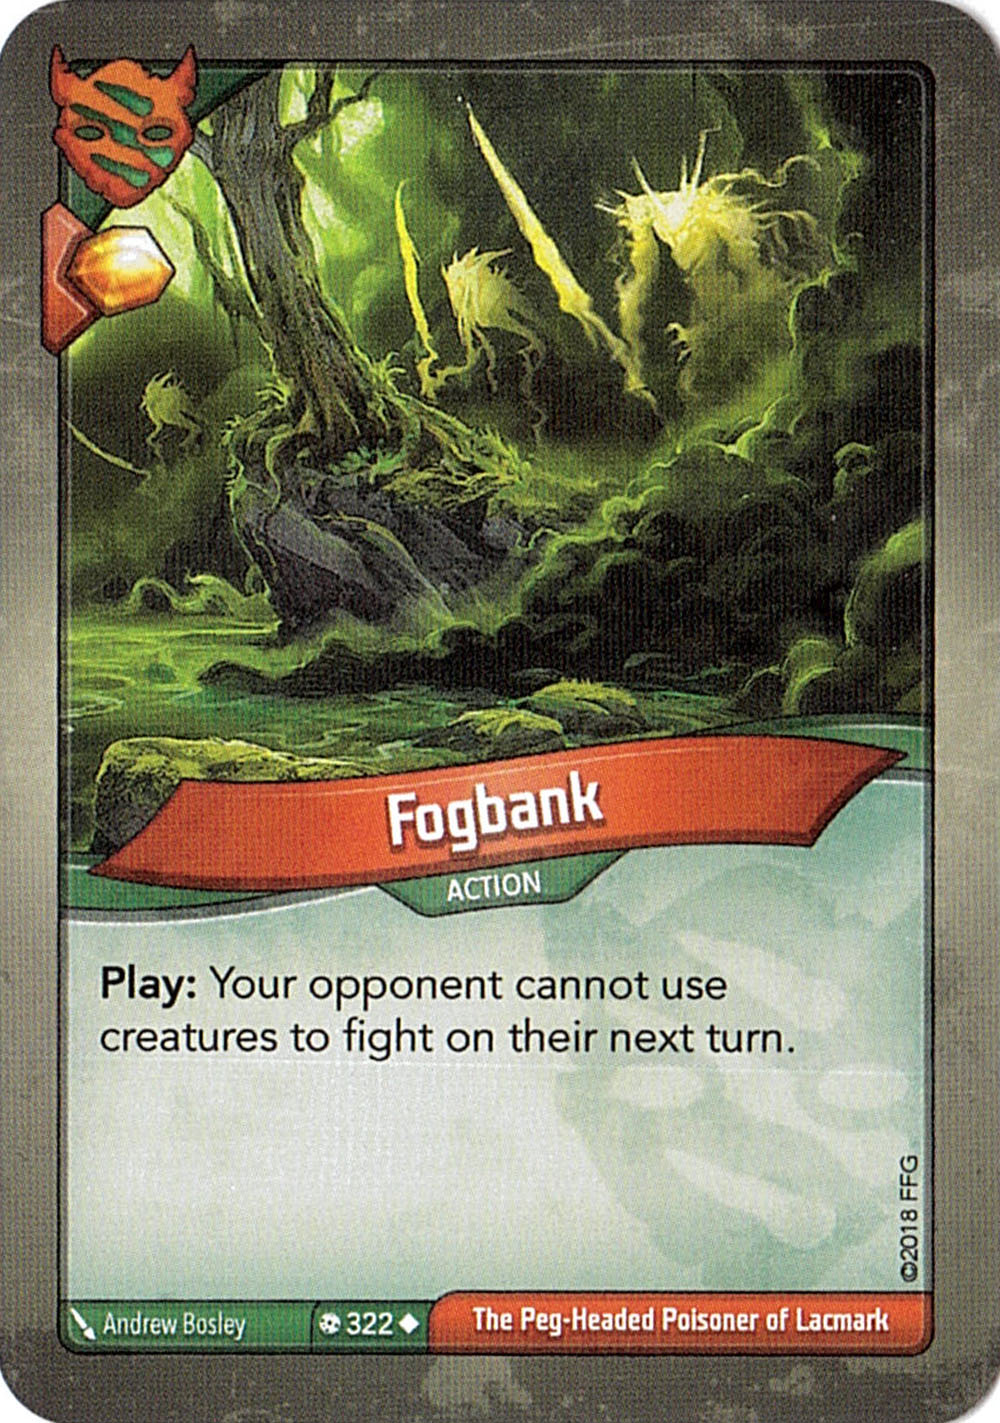 Fogbank
ACTION
Play: Your opponent cannot use
creatures to fight on their next turn.
©2018 FFG
Andrew Bosley
322
The Peg-Headed Poisoner of Lacmark